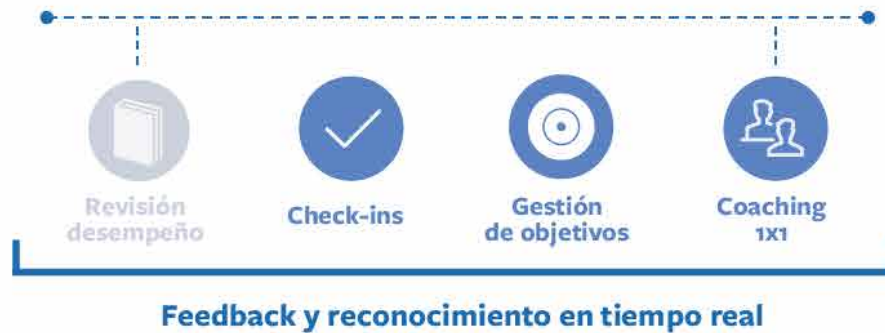 Revisión
desempeño
Check-ins
Gestión
de objetivos
Coaching
1x1
Feedback y reconocimiento en tiempo real